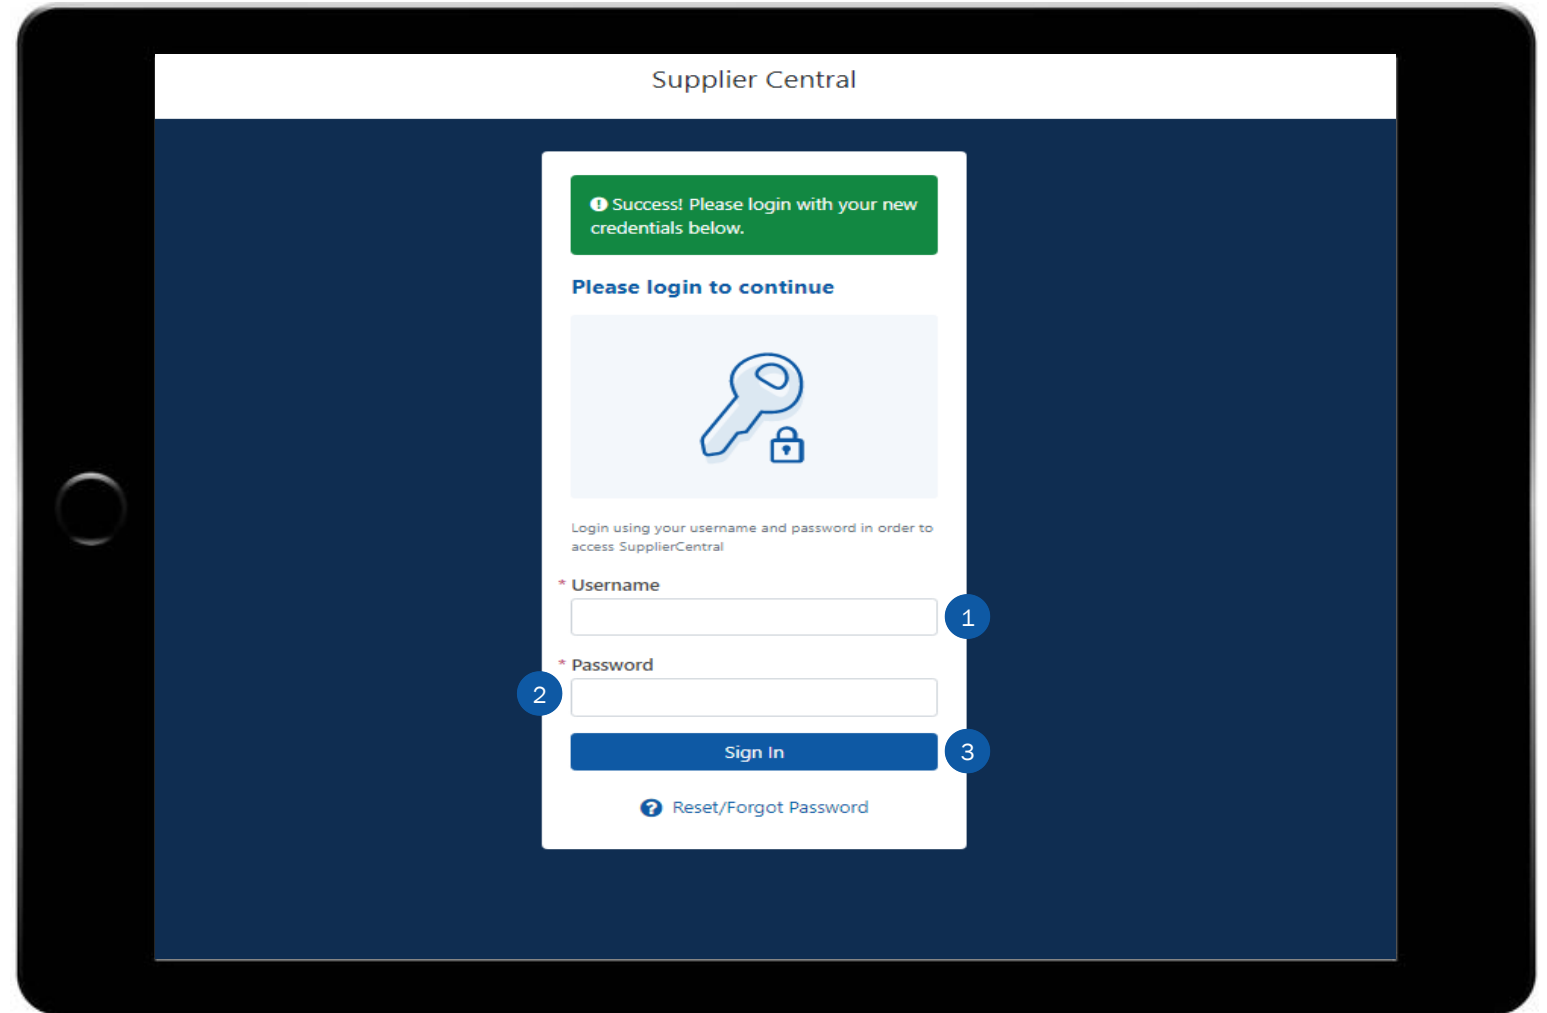 Supplier Central
Success! Please login with your new
credentials below.
Please login to continue
Login using your username and password in order to
access SupplierCentral
* Username
1
* Password
2
Sign In
3
Reset/Forgot Password